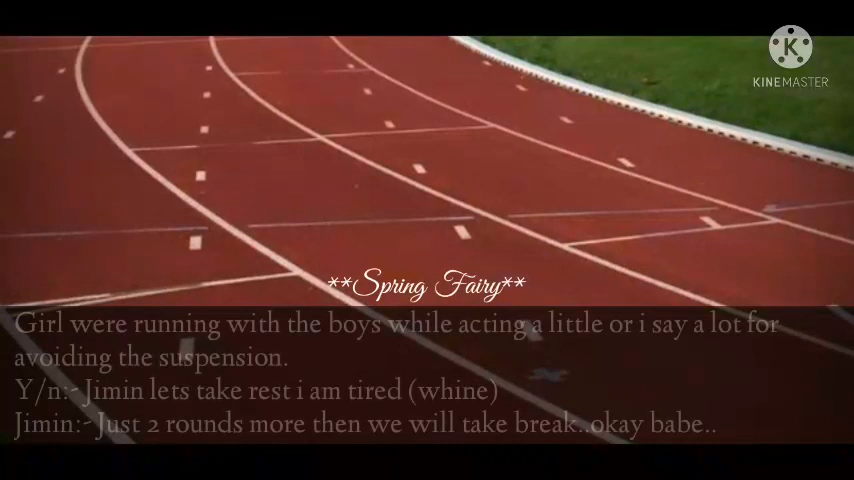 KINEMASTER
**Spring Fairy**
Girl were running with the boys while acting a little or i say a lot for
avoiding the suspension.
Y/n:- Jimin lets take rest i am tired (whine)
Jimin:- Just 2 rounds more then we will take break..okay babe..